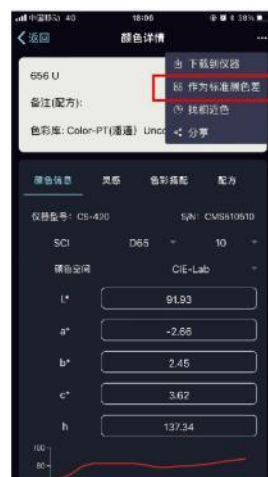 中国移动 4G 18:06 38%
返回 颜色详情 ...
下载到仪器
656 U
作为标准测色差
备注(配方):
找相近色
色彩库: Color-PT(潘通) Unco
分享
颜色信息 灵感 色彩搭配 配方
仪器型号: CS-420 S/N: CMS610510
SCI D65 10
颜色空间 CIE-Lab
L* 91.93
a* -2.66
b* 2.45
c* 3.62
h 137.34
100
80